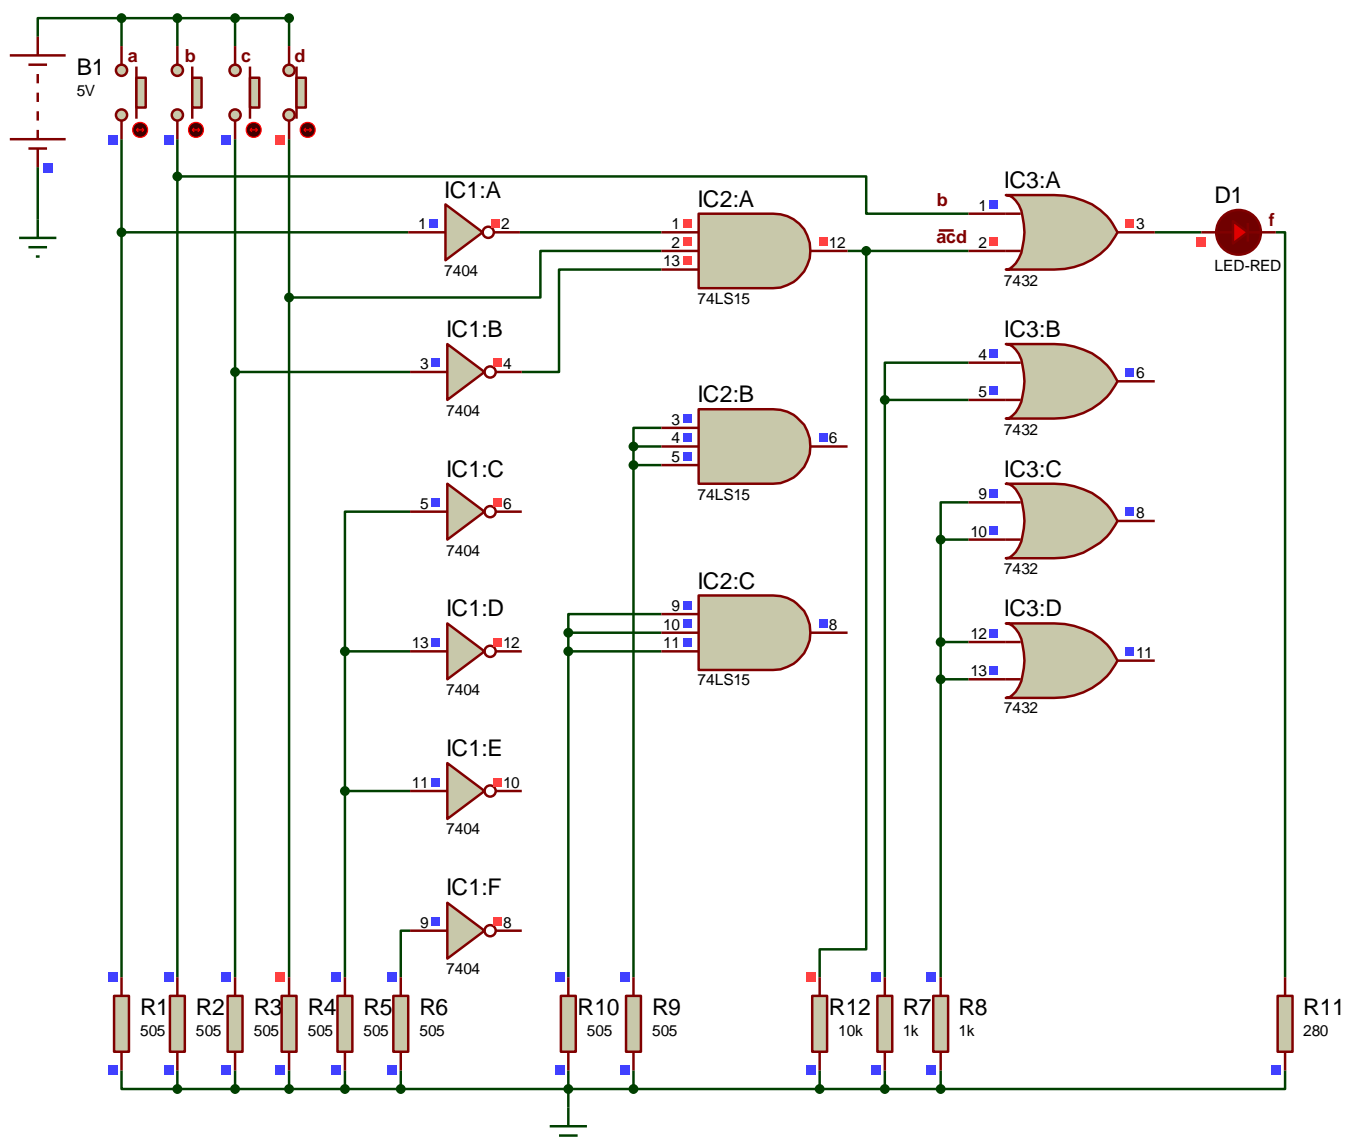 a
b
c
d
B1
5V
IC1:A
1
2
7404
IC1:B
3
4
7404
IC1:C
5
6
7404
IC1:D
13
12
7404
IC1:E
11
10
7404
IC1:F
9
8
7404
IC2:A
1
2
13
12
74LS15
IC2:B
3
4
5
6
74LS15
IC2:C
9
10
11
8
74LS15
b
a̅c̅d
IC3:A
1
2
3
7432
IC3:B
4
5
6
7432
IC3:C
9
10
8
7432
IC3:D
12
13
11
7432
D1
f
LED-RED
R1
505
R2
505
R3
505
R4
505
R5
505
R6
505
R10
505
R9
505
R12
10k
R7
1k
R8
1k
R11
280